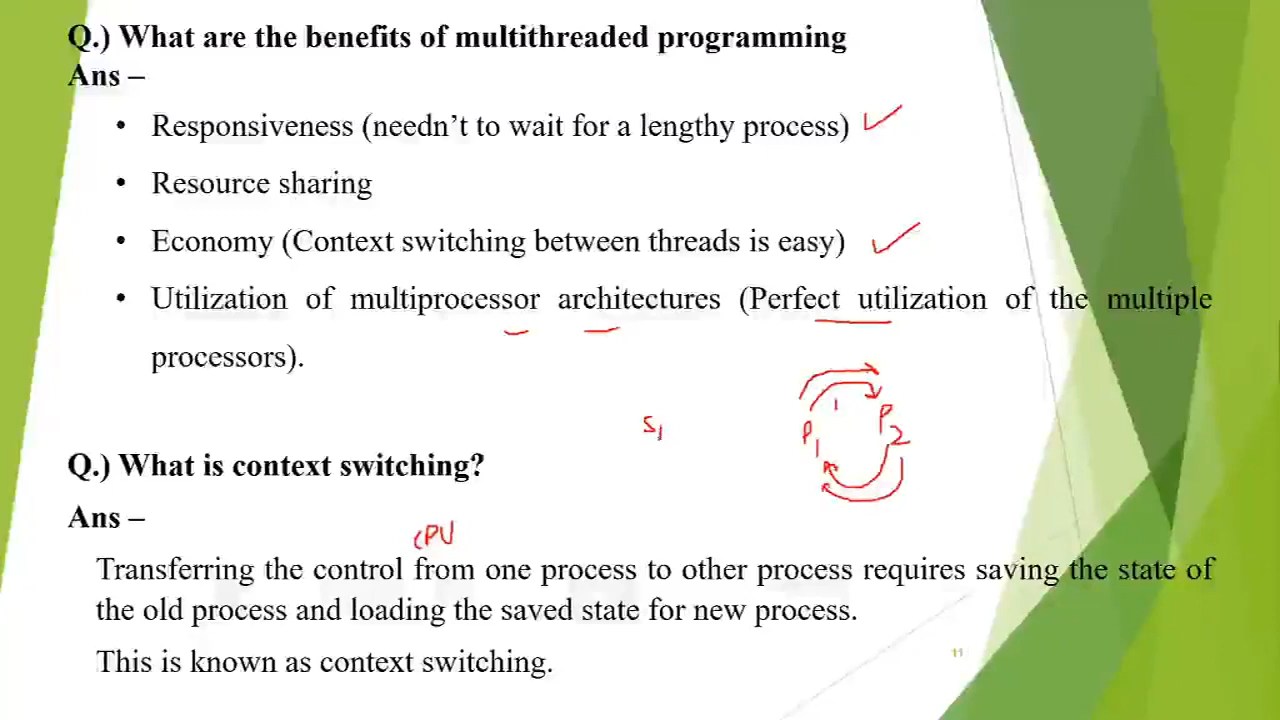 Q.) What are the benefits of multithreaded programming
Ans –
• Responsiveness (needn't to wait for a lengthy process)
• Resource sharing
• Economy (Context switching between threads is easy)
• Utilization of multiprocessor architectures (Perfect utilization of the multiple
processors).
S1
P1
P2
Q.) What is context switching?
Ans –
CPU
Transferring the control from one process to other process requires saving the state of
the old process and loading the saved state for new process.
This is known as context switching.
11